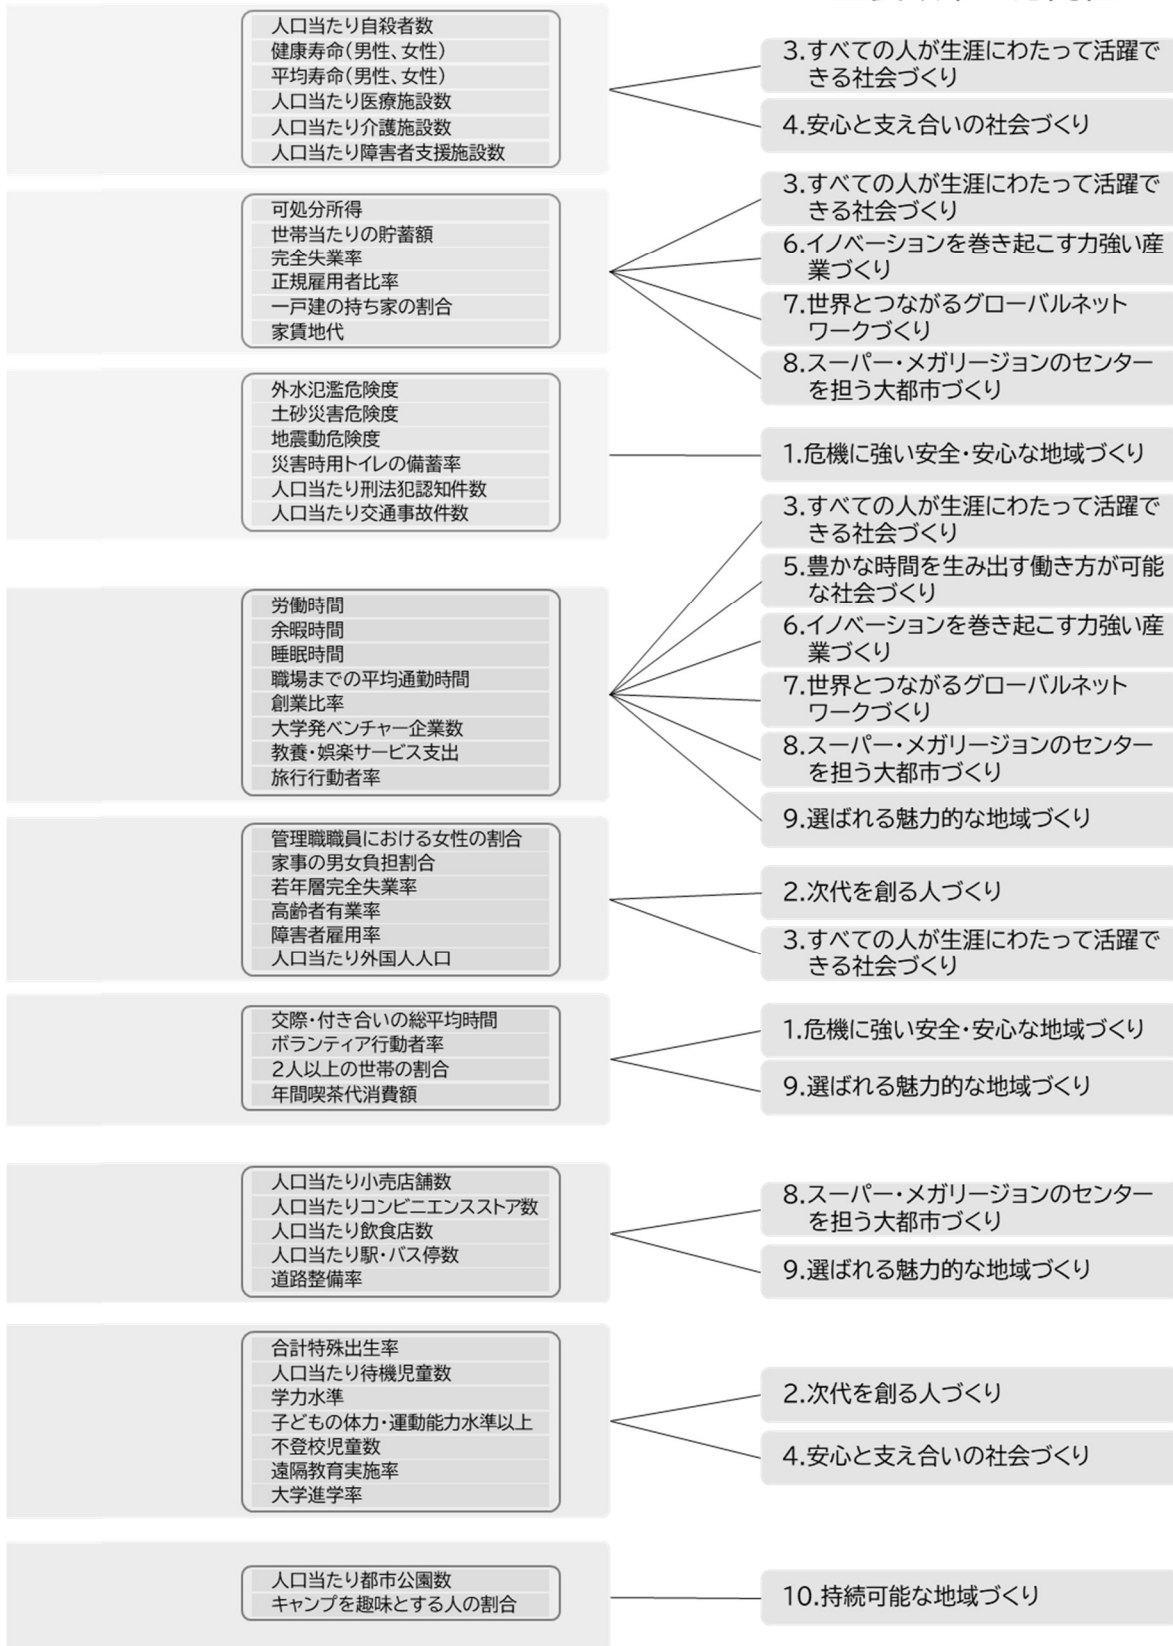 人口当たり自殺者数
健康寿命(男性、女性)
平均寿命(男性、女性)
人口当たり医療施設数
人口当たり介護施設数
人口当たり障害者支援施設数
3.すべての人が生涯にわたって活躍で
きる社会づくり
4.安心と支え合いの社会づくり
可処分所得
世帯当たりの貯蓄額
完全失業率
正規雇用者比率
一戸建の持ち家の割合
家賃地代
3.すべての人が生涯にわたって活躍で
きる社会づくり
6.イノベーションを巻き起こす力強い産
業づくり
7.世界とつながるグローバルネット
ワークづくり
8.スーパー・メガリージョンのセンター
を担う大都市づくり
外水氾濫危険度
土砂災害危険度
地震動危険度
災害時用トイレの備蓄率
人口当たり刑法犯認知件数
人口当たり交通事故件数
1.危機に強い安全・安心な地域づくり
労働時間
余暇時間
睡眠時間
職場までの平均通勤時間
創業比率
大学発ベンチャー企業数
教養・娯楽サービス支出
旅行行動者率
3.すべての人が生涯にわたって活躍で
きる社会づくり
5.豊かな時間を生み出す働き方が可能
な社会づくり
6.イノベーションを巻き起こす力強い産
業づくり
7.世界とつながるグローバルネット
ワークづくり
8.スーパー・メガリージョンのセンター
を担う大都市づくり
9.選ばれる魅力的な地域づくり
管理職職員における女性の割合
家事の男女負担割合
若年層完全失業率
高齢者有業率
障害者雇用率
人口当たり外国人人口
2.次代を創る人づくり
3.すべての人が生涯にわたって活躍で
きる社会づくり
交際・付き合いの総平均時間
ボランティア行動者率
2人以上の世帯の割合
年間喫茶代消費額
1.危機に強い安全・安心な地域づくり
9.選ばれる魅力的な地域づくり
人口当たり小売店舗数
人口当たりコンビニエンスストア数
人口当たり飲食店数
人口当たり駅・バス停数
道路整備率
8.スーパー・メガリージョンのセンター
を担う大都市づくり
9.選ばれる魅力的な地域づくり
合計特殊出生率
人口当たり待機児童数
学力水準
子どもの体力・運動能力水準以上
不登校児童数
遠隔教育実施率
大学進学率
2.次代を創る人づくり
4.安心と支え合いの社会づくり
人口当たり都市公園数
キャンプを趣味とする人の割合
10.持続可能な地域づくり